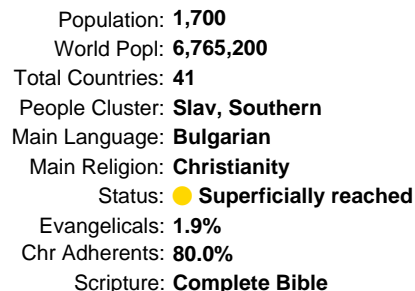 Population: 1,700
World Popl: 6,765,200
Total Countries: 41
People Cluster: Slav, Southern
Main Language: Bulgarian
Main Religion: Christianity
Status: Superficially reached
Evangelicals: 1.9%
Chr Adherents: 80.0%
Scripture: Complete Bible